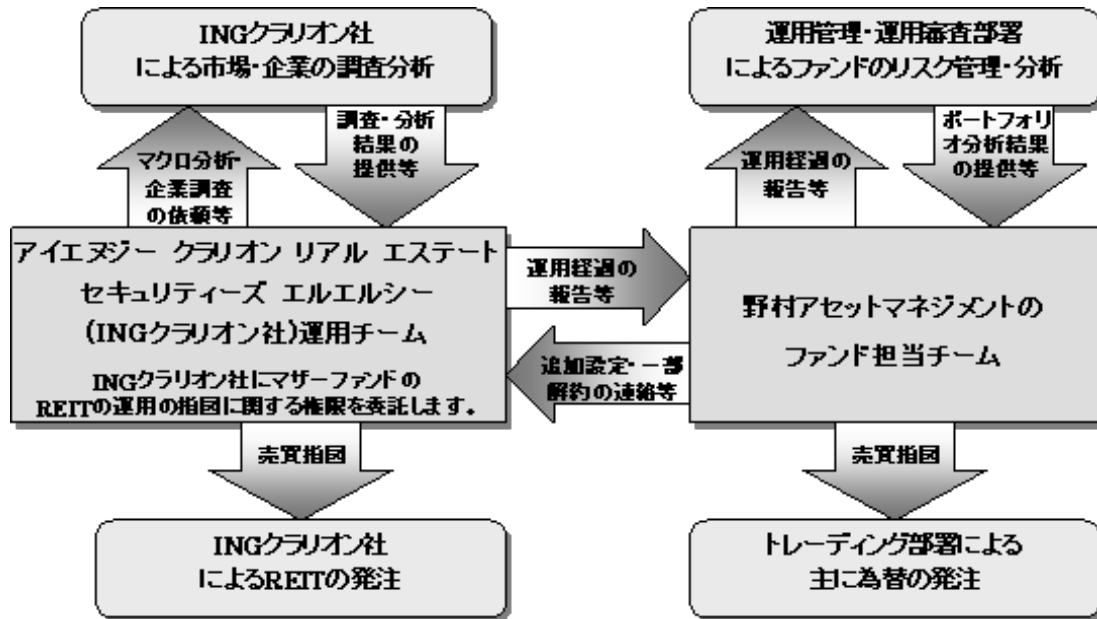 INGクラリオン社
による市場・企業の調査分析
運用管理・運用審査部署
によるファンドのリスク管理・分析
マクロ分析・
企業調査
の依頼等
調査・分析
結果の
提供等
運用経過の
報告等
ポートフォリ
オ分析結果
の提供等
アイエヌジー クラリオン リアル エステート
セキュリティーズ エルエルシー
(INGクラリオン社)運用チーム
INGクラリオン社にマザーファンドの
REITの運用の指図に関する権限を委託します。
運用経過の
報告等
追加設定・一部
解約の連絡等
野村アセットマネジメントの
ファンド担当チーム
売買指図
売買指図
INGクラリオン社
によるREITの発注
トレーディング部署による
主に為替の発注